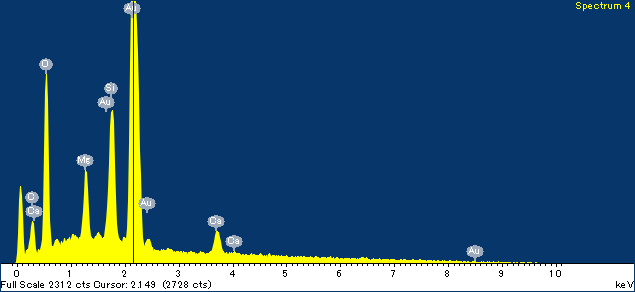 Spectrum 4
Au
O
Si
Au
Mg
C
Au
Ca
Ca
Ca
Au
0 1 2 3 4 5 6 7 8 9 10
Full Scale 2312 cts Cursor: 2.149 (2728 cts) keV